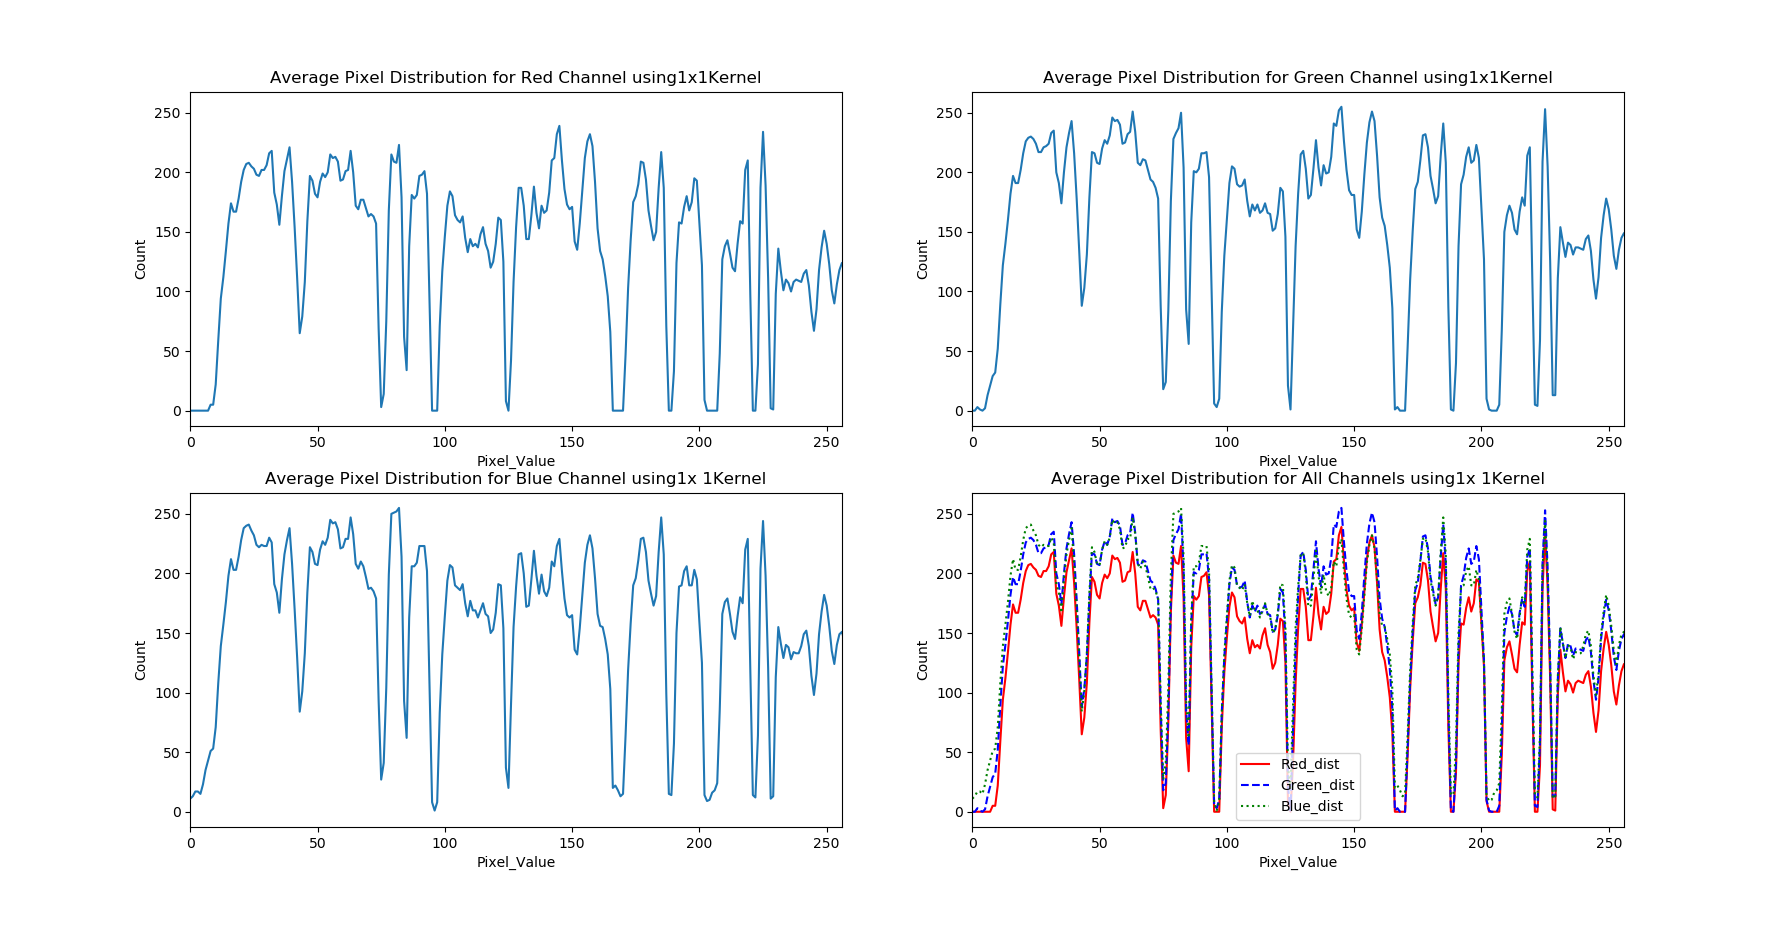 Average Pixel Distribution for Red Channel using1x1Kernel
250
200
150
100
50
0
Count
0 50 100 150 200 250
Pixel_Value
Average Pixel Distribution for Green Channel using1x1Kernel
250
200
150
100
50
0
Count
0 50 100 150 200 250
Pixel_Value
Average Pixel Distribution for Blue Channel using1x 1Kernel
250
200
150
100
50
0
Count
0 50 100 150 200 250
Pixel_Value
Average Pixel Distribution for All Channels using1x 1Kernel
250
200
150
100
50
0
Count
Red_dist
Green_dist
Blue_dist
0 50 100 150 200 250
Pixel_Value